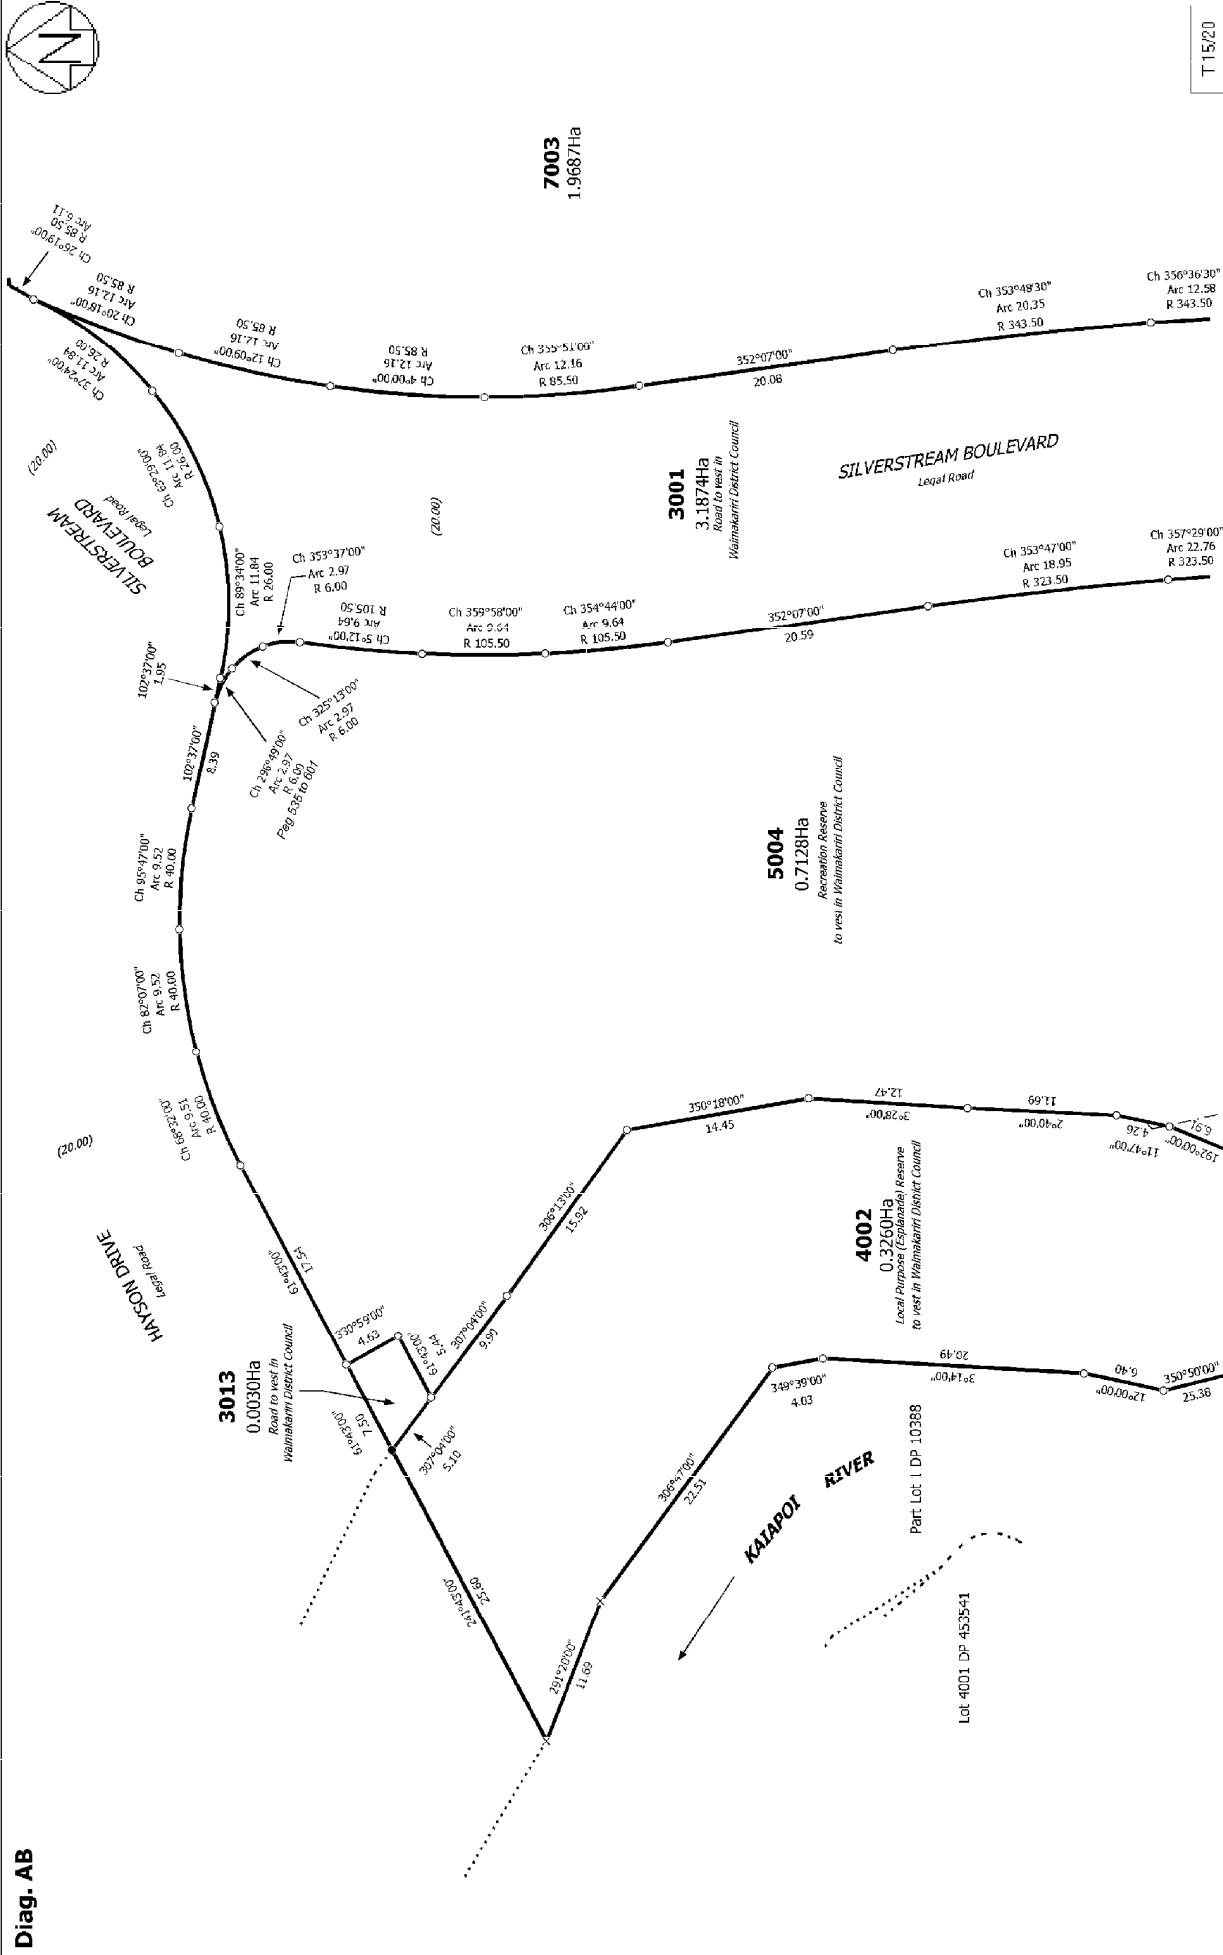 Diag. AB
N
T 15/20
7003
1.9687Ha
Ch 26°19'00"
R 85.50
Arc 6.11
Ch 20°18'00"
Arc 12.16
R 85.50
Ch 12°09'00"
Arc 12.16
R 85.50
Ch 4°00'00"
Arc 12.16
R 85.50
Ch 355°51'00"
Arc 12.16
R 85.50
352°07'00"
20.08
Ch 353°48'30"
Arc 20.35
R 343.50
Ch 356°36'30"
Arc 12.58
R 343.50
Ch 37°24'00"
Arc 11.84
R 26.00
Ch 63°29'00"
Arc 11.84
R 26.00
Ch 89°34'00"
Arc 11.84
R 26.00
(20.00)
SILVERSTREAM
BOULEVARD
Legal Road
(20.00)
3001
3.1874Ha
Road to vest in
Waimakariri District Council
SILVERSTREAM BOULEVARD
Legal Road
Ch 353°37'00"
Arc 2.97
R 6.00
Ch 5°12'00"
Arc 9.64
R 105.50
Ch 359°58'00"
Arc 9.64
R 105.50
Ch 354°44'00"
Arc 9.64
R 105.50
352°07'00"
20.59
Ch 353°47'00"
Arc 18.95
R 323.50
Ch 357°29'00"
Arc 22.76
R 323.50
102°37'00"
1.95
102°37'00"
8.39
Ch 325°13'00"
Arc 2.97
R 6.00
Ch 296°49'00"
Arc 2.97
R 6.00
Peg 535 to 601
Ch 95°47'00"
Arc 9.52
R 40.00
Ch 82°07'00"
Arc 9.52
R 40.00
Ch 68°32'00"
Arc 9.51
R 40.00
5004
0.7128Ha
Recreation Reserve
to vest in Waimakariri District Council
(20.00)
HAYSON DRIVE
Legal Road
61°43'00"
17.54
330°59'00"
4.63
61°43'00"
5.44
307°04'00"
9.90
306°13'00"
15.92
350°18'00"
14.45
3°28'00"
12.47
2°40'00"
11.69
11°47'00"
4.26
192°00'00"
6.91
3013
0.0030Ha
Road to vest in
Waimakariri District Council
61°43'00"
7.50
307°04'00"
5.10
4002
0.3260Ha
Local Purpose (Esplanade) Reserve
to vest in Waimakariri District Council
241°43'00"
25.60
291°20'00"
11.69
306°47'00"
22.51
349°39'00"
4.03
3°14'00"
20.49
12°00'00"
6.40
350°50'00"
25.38
KAIAPOI RIVER
Part Lot 1 DP 10388
Lot 4001 DP 453541